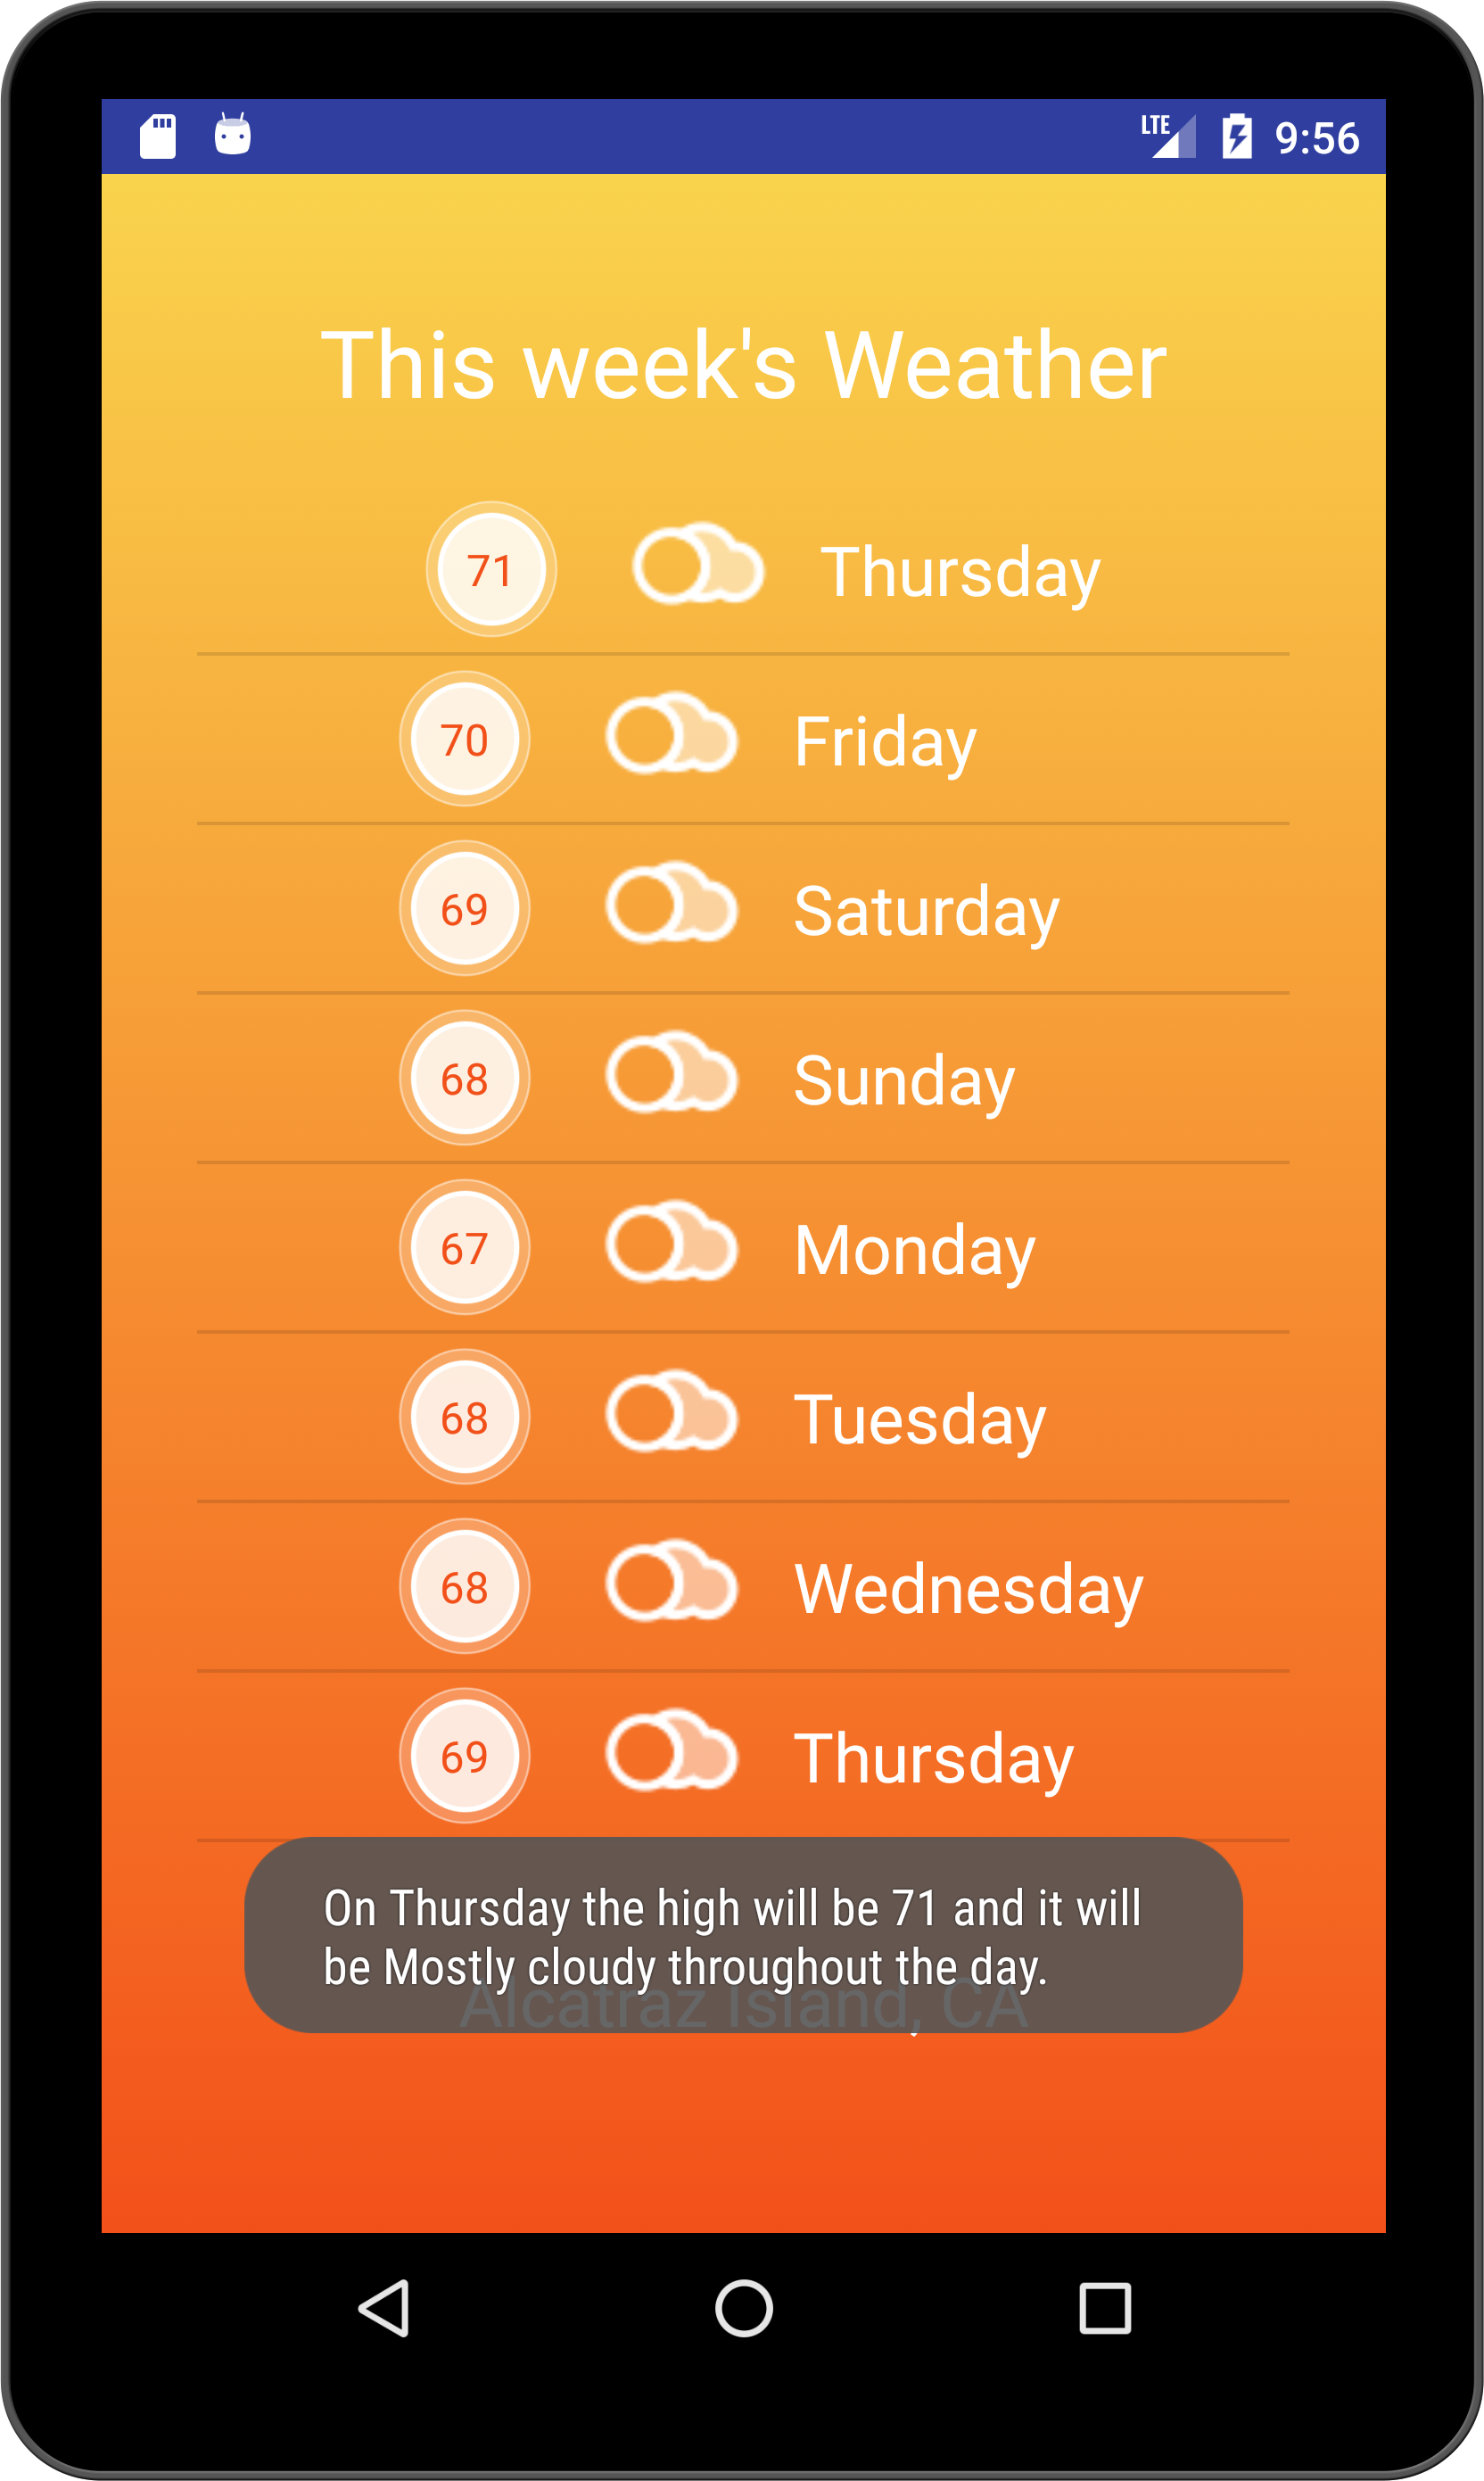 LTE 9:56
This week's Weather
71 Thursday
70 Friday
69 Saturday
68 Sunday
67 Monday
68 Tuesday
68 Wednesday
69 Thursday
On Thursday the high will be 71 and it will
be Mostly cloudy throughout the day.
Alcatraz Island, CA